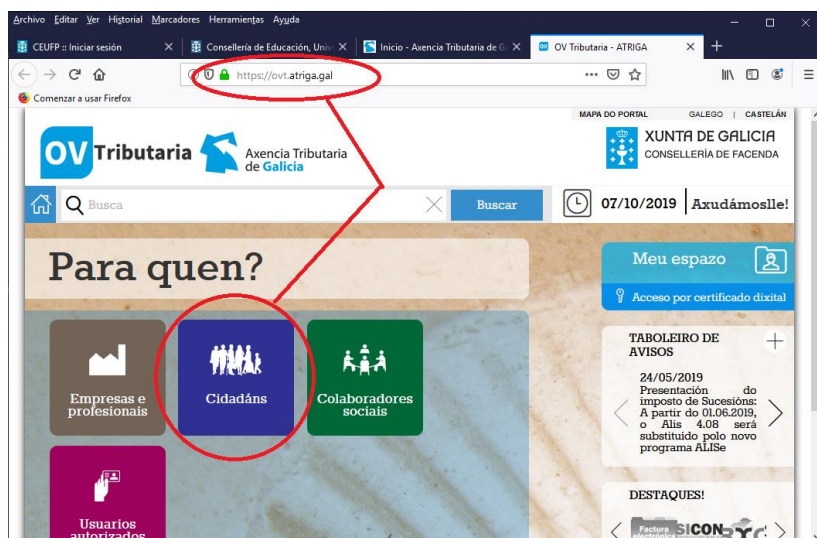 Archivo Editar Ver Historial Marcadores Herramientas Ayuda
CEUFP :: Iniciar sesión
Consellería de Educación, Univ
Inicio - Axencia Tributaria de G
OV Tributaria - ATRIGA
https://ovt.atriga.gal
Comenzar a usar Firefox
MAPA DO PORTAL GALEGO | CASTELÁN
OV Tributaria
Axencia Tributaria
de Galicia
XUNTA DE GALICIA
CONSELLERÍA DE FACENDA
Busca
Buscar
07/10/2019
Axudámoslle!
Para quen?
Meu espazo
Acceso por certificado dixital
Empresas e
profesionais
Cidadáns
Colaboradores
sociais
Usuarios
autorizados
TABOLEIRO DE
AVISOS
24/05/2019
Presentación do
imposto de Sucesións:
A partir do 01.06.2019,
o Alis 4.08 será
substituido polo novo
programa ALISe
DESTAQUES!
Factura
electrónica
SICON